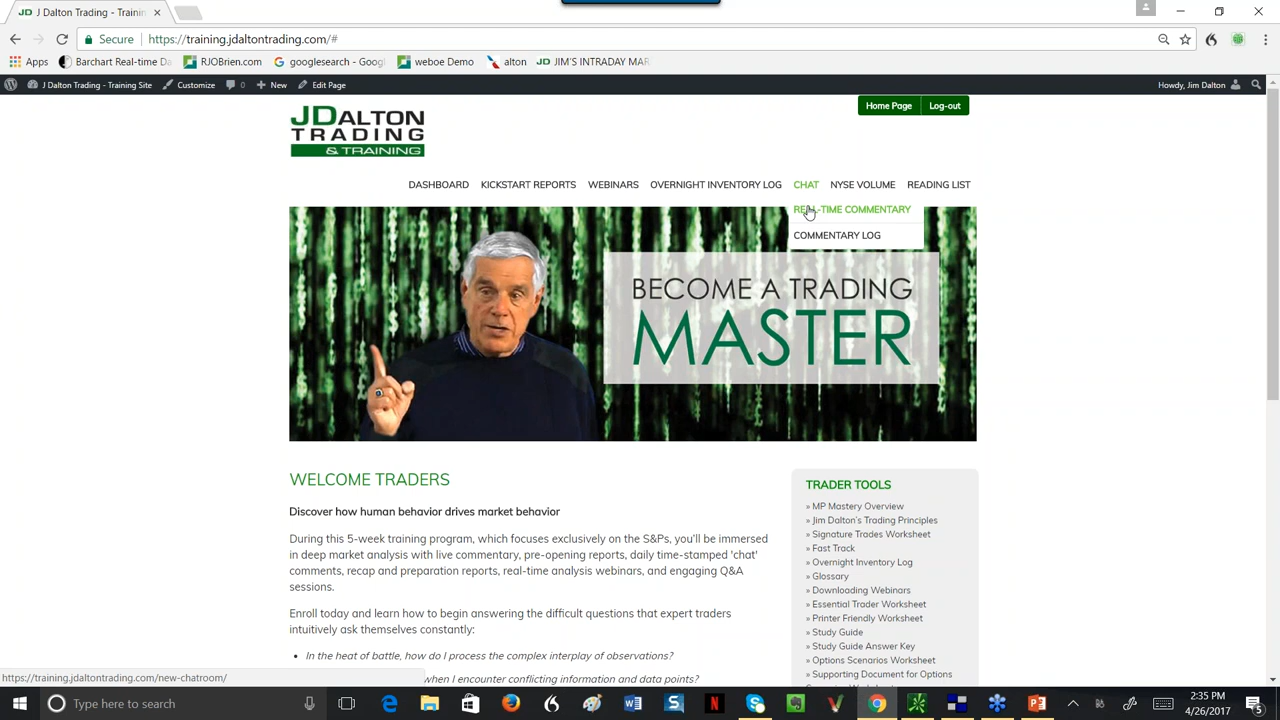 JD J Dalton Trading - Trainin
Secure https://training.jdaltontrading.com/#
Apps Barchart Real-time Da RJOBrien.com googlesearch - Goog weboe Demo alton JD JIM'S INTRADAY MAR
J Dalton Trading - Training Site Customize 0 New Edit Page Howdy, Jim Dalton
Home Page Log-out
JDALTON
TRADING
& TRAINING
DASHBOARD KICKSTART REPORTS WEBINARS OVERNIGHT INVENTORY LOG CHAT NYSE VOLUME READING LIST
REAL-TIME COMMENTARY
COMMENTARY LOG
BECOME A TRADING
MASTER
WELCOME TRADERS
Discover how human behavior drives market behavior
During this 5-week training program, which focuses exclusively on the S&Ps, you'll be immersed
in deep market analysis with live commentary, pre-opening reports, daily time-stamped 'chat'
comments, recap and preparation reports, real-time analysis webinars, and engaging Q&A
sessions.
Enroll today and learn how to begin answering the difficult questions that expert traders
intuitively ask themselves constantly:
• In the heat of battle, how do I process the complex interplay of observations?
when I encounter conflicting information and data points?
TRADER TOOLS
» MP Mastery Overview
» Jim Dalton's Trading Principles
» Signature Trades Worksheet
» Fast Track
» Overnight Inventory Log
» Glossary
» Downloading Webinars
» Essential Trader Worksheet
» Printer Friendly Worksheet
» Study Guide
» Study Guide Answer Key
» Options Scenarios Worksheet
» Supporting Document for Options
https://training.jdaltontrading.com/new-chatroom/
Type here to search
2:35 PM
4/26/2017
5